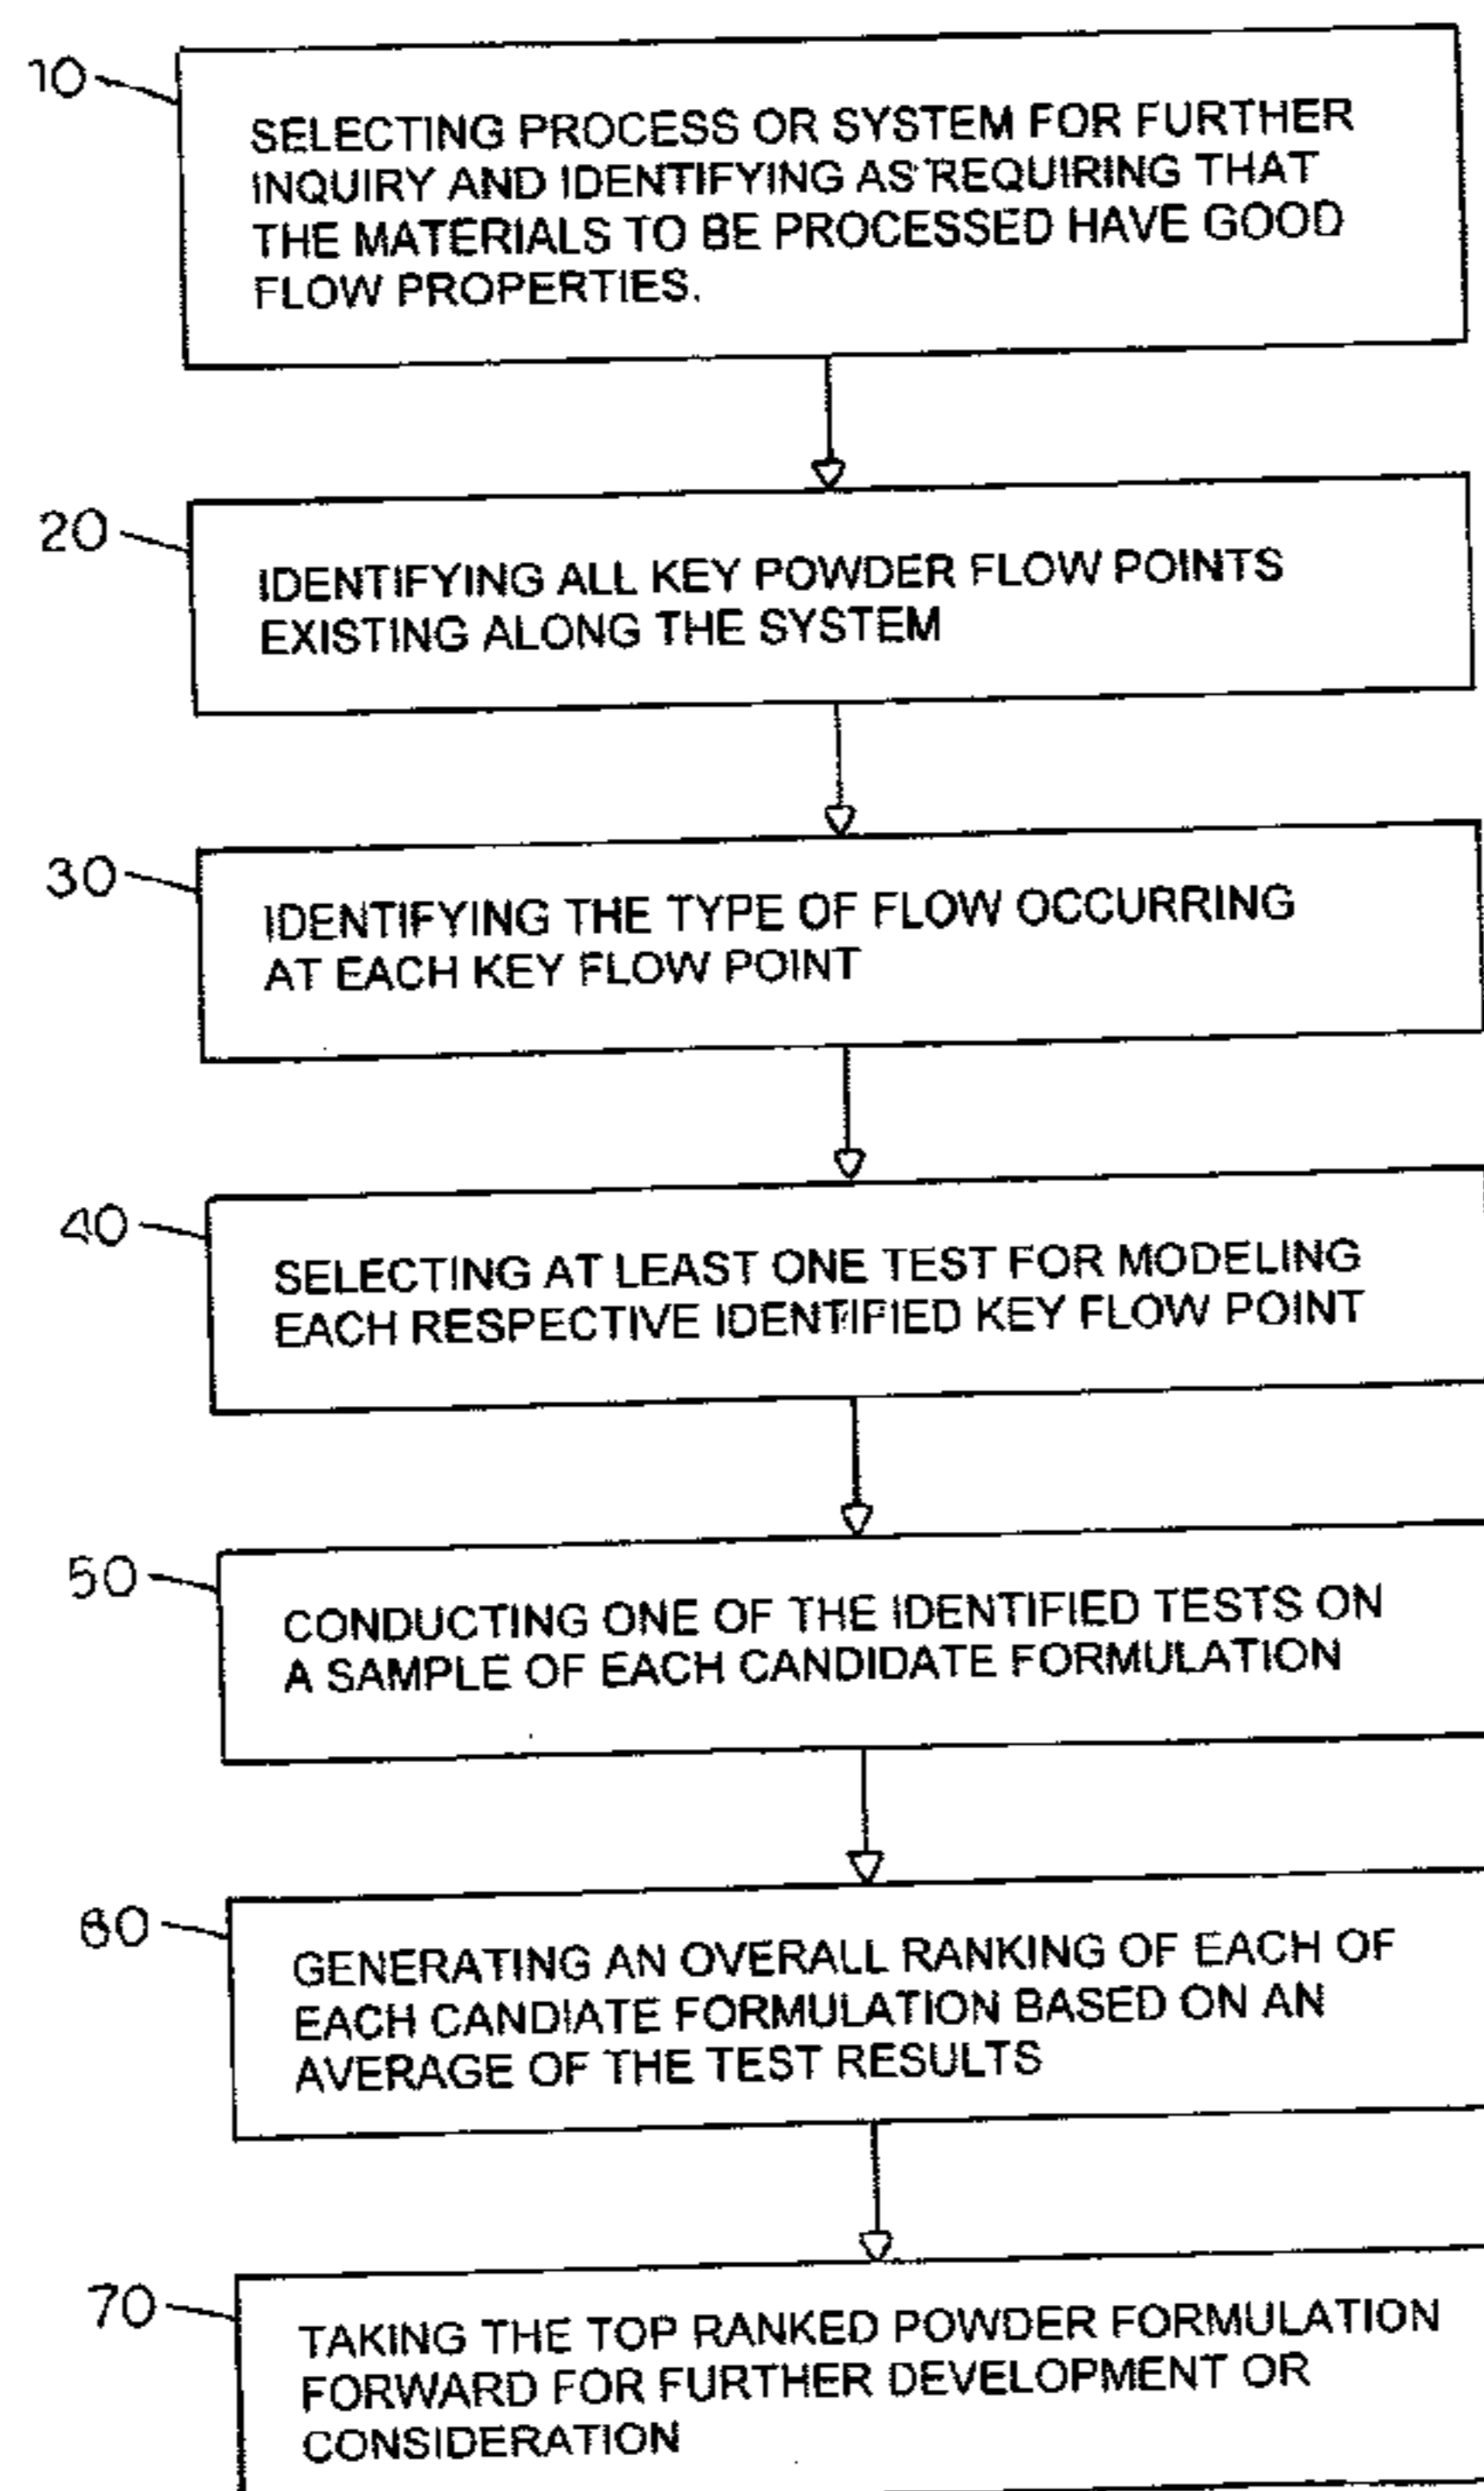 10
SELECTING PROCESS OR SYSTEM FOR FURTHER
INQUIRY AND IDENTIFYING AS REQUIRING THAT
THE MATERIALS TO BE PROCESSED HAVE GOOD
FLOW PROPERTIES.
20
IDENTIFYING ALL KEY POWDER FLOW POINTS
EXISTING ALONG THE SYSTEM
30
IDENTIFYING THE TYPE OF FLOW OCCURRING
AT EACH KEY FLOW POINT
40
SELECTING AT LEAST ONE TEST FOR MODELING
EACH RESPECTIVE IDENTIFIED KEY FLOW POINT
50
CONDUCTING ONE OF THE IDENTIFIED TESTS ON
A SAMPLE OF EACH CANDIDATE FORMULATION
60
GENERATING AN OVERALL RANKING OF EACH OF
EACH CANDIATE FORMULATION BASED ON AN
AVERAGE OF THE TEST RESULTS
70
TAKING THE TOP RANKED POWDER FORMULATION
FORWARD FOR FURTHER DEVELOPMENT OR
CONSIDERATION